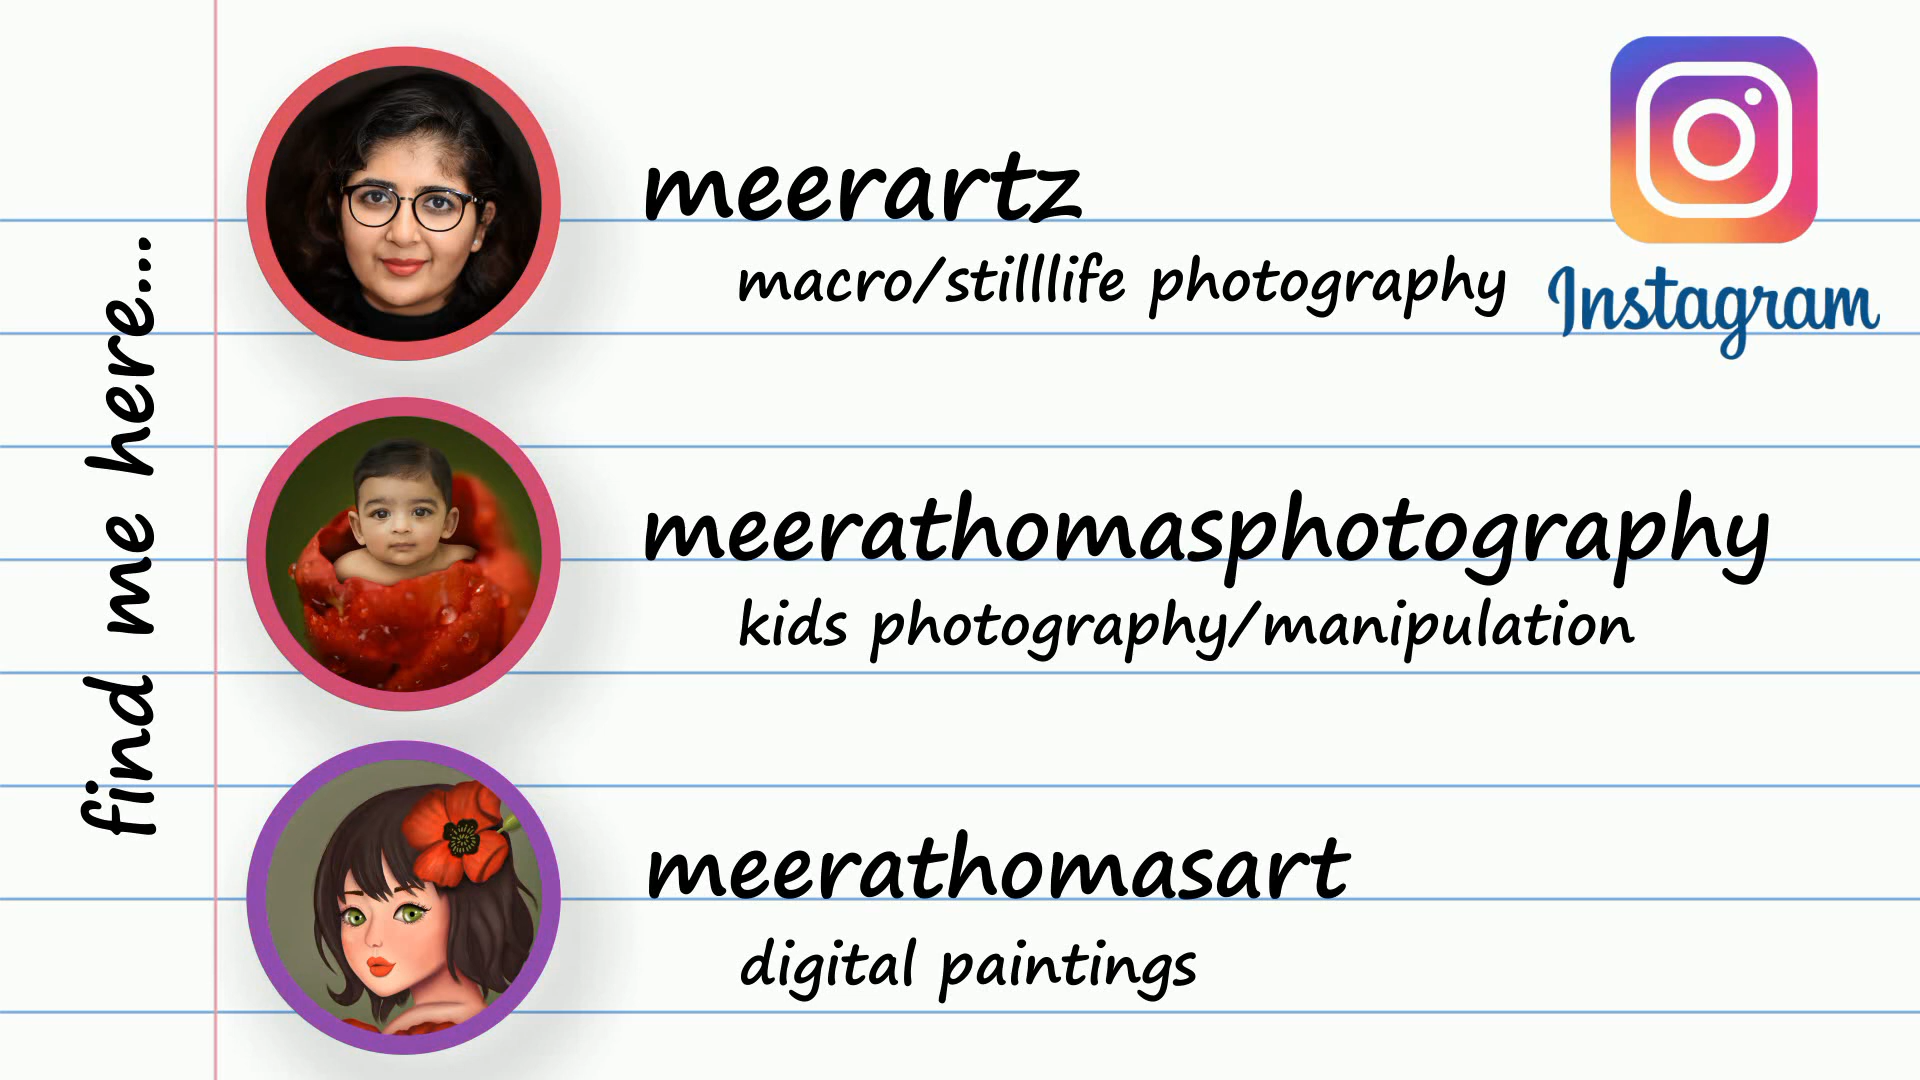 find me here...
meerartz
macro/stilllife photography
Instagram
meerathomasphotography
kids photography/manipulation
meerathomasart
digital paintings